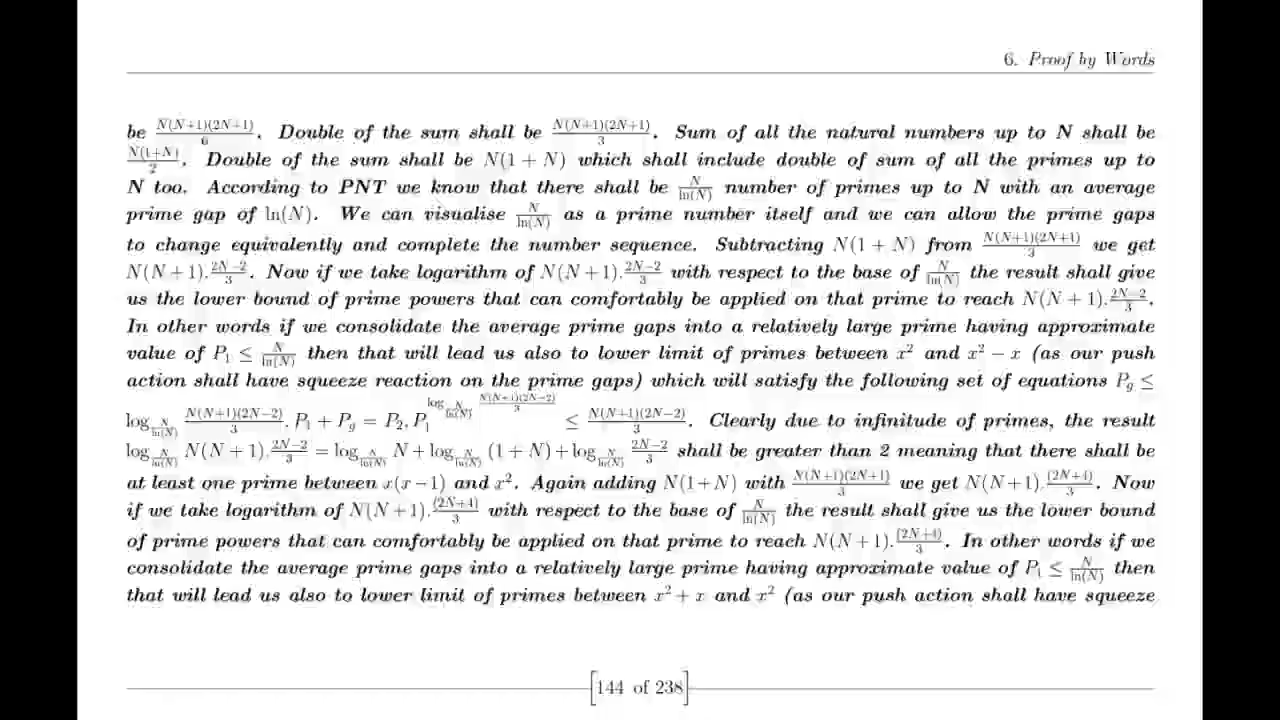 6. Proof by Words
be N(N+1)(2N+1)/6. Double of the sum shall be N(N+1)(2N+1)/3. Sum of all the natural numbers up to N shall be
N(1+N)/2. Double of the sum shall be N(1 + N) which shall include double of sum of all the primes up to
N too. According to PNT we know that there shall be N/ln(N) number of primes up to N with an average
prime gap of ln(N). We can visualise N/ln(N) as a prime number itself and we can allow the prime gaps
to change equivalently and complete the number sequence. Subtracting N(1 + N) from N(N+1)(2N+1)/3 we get
N(N + 1).2N−2/3. Now if we take logarithm of N(N + 1).2N−2/3 with respect to the base of N/ln(N) the result shall give
us the lower bound of prime powers that can comfortably be applied on that prime to reach N(N + 1).2N−2/3.
In other words if we consolidate the average prime gaps into a relatively large prime having approximate
value of P₁ ≤ N/ln(N) then that will lead us also to lower limit of primes between x² and x² − x (as our push
action shall have squeeze reaction on the prime gaps) which will satisfy the following set of equations P_g ≤
log_{N/ln(N)} N(N+1)(2N−2)/3. P₁ + P_g = P₂, P₁^{log_{N/ln(N)} N(N+1)(2N−2)/3} ≤ N(N+1)(2N−2)/3. Clearly due to infinitude of primes, the result
log_{N/ln(N)} N(N + 1).2N−2/3 = log_{N/ln(N)} N + log_{N/ln(N)} (1 + N) + log_{N/ln(N)} 2N−2/3 shall be greater than 2 meaning that there shall be
at least one prime between x(x − 1) and x². Again adding N(1+N) with N(N+1)(2N+1)/3 we get N(N+1).(2N+4)/3. Now
if we take logarithm of N(N + 1).(2N+4)/3 with respect to the base of N/ln(N) the result shall give us the lower bound
of prime powers that can comfortably be applied on that prime to reach N(N + 1).(2N+4)/3. In other words if we
consolidate the average prime gaps into a relatively large prime having approximate value of P₁ ≤ N/ln(N) then
that will lead us also to lower limit of primes between x² + x and x² (as our push action shall have squeeze
144 of 238